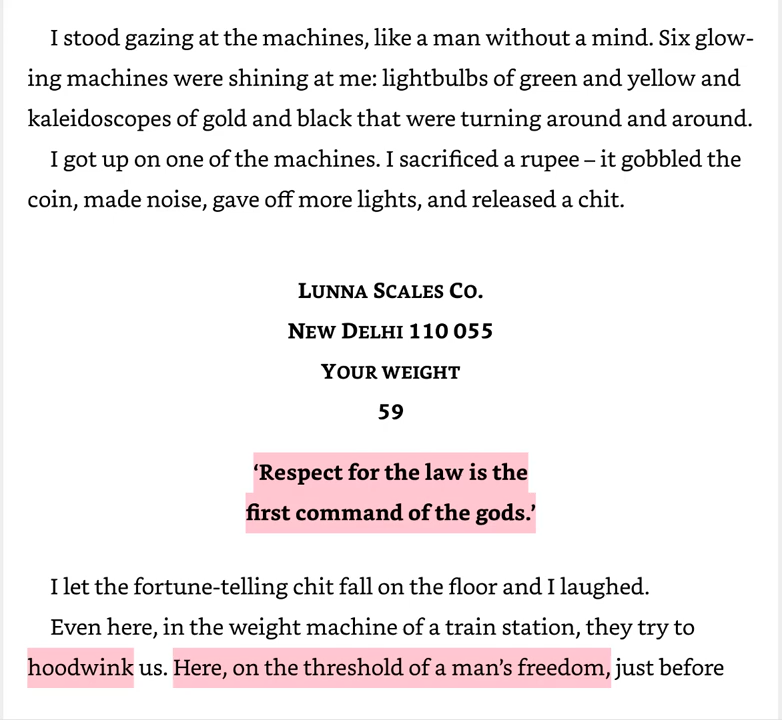 I stood gazing at the machines, like a man without a mind. Six glow-
ing machines were shining at me: lightbulbs of green and yellow and
kaleidoscopes of gold and black that were turning around and around.
I got up on one of the machines. I sacrificed a rupee – it gobbled the
coin, made noise, gave off more lights, and released a chit.
Lunna Scales Co.
New Delhi 110 055
Your weight
59
‘Respect for the law is the
first command of the gods.’
I let the fortune-telling chit fall on the floor and I laughed.
Even here, in the weight machine of a train station, they try to
hoodwink us. Here, on the threshold of a man’s freedom, just before